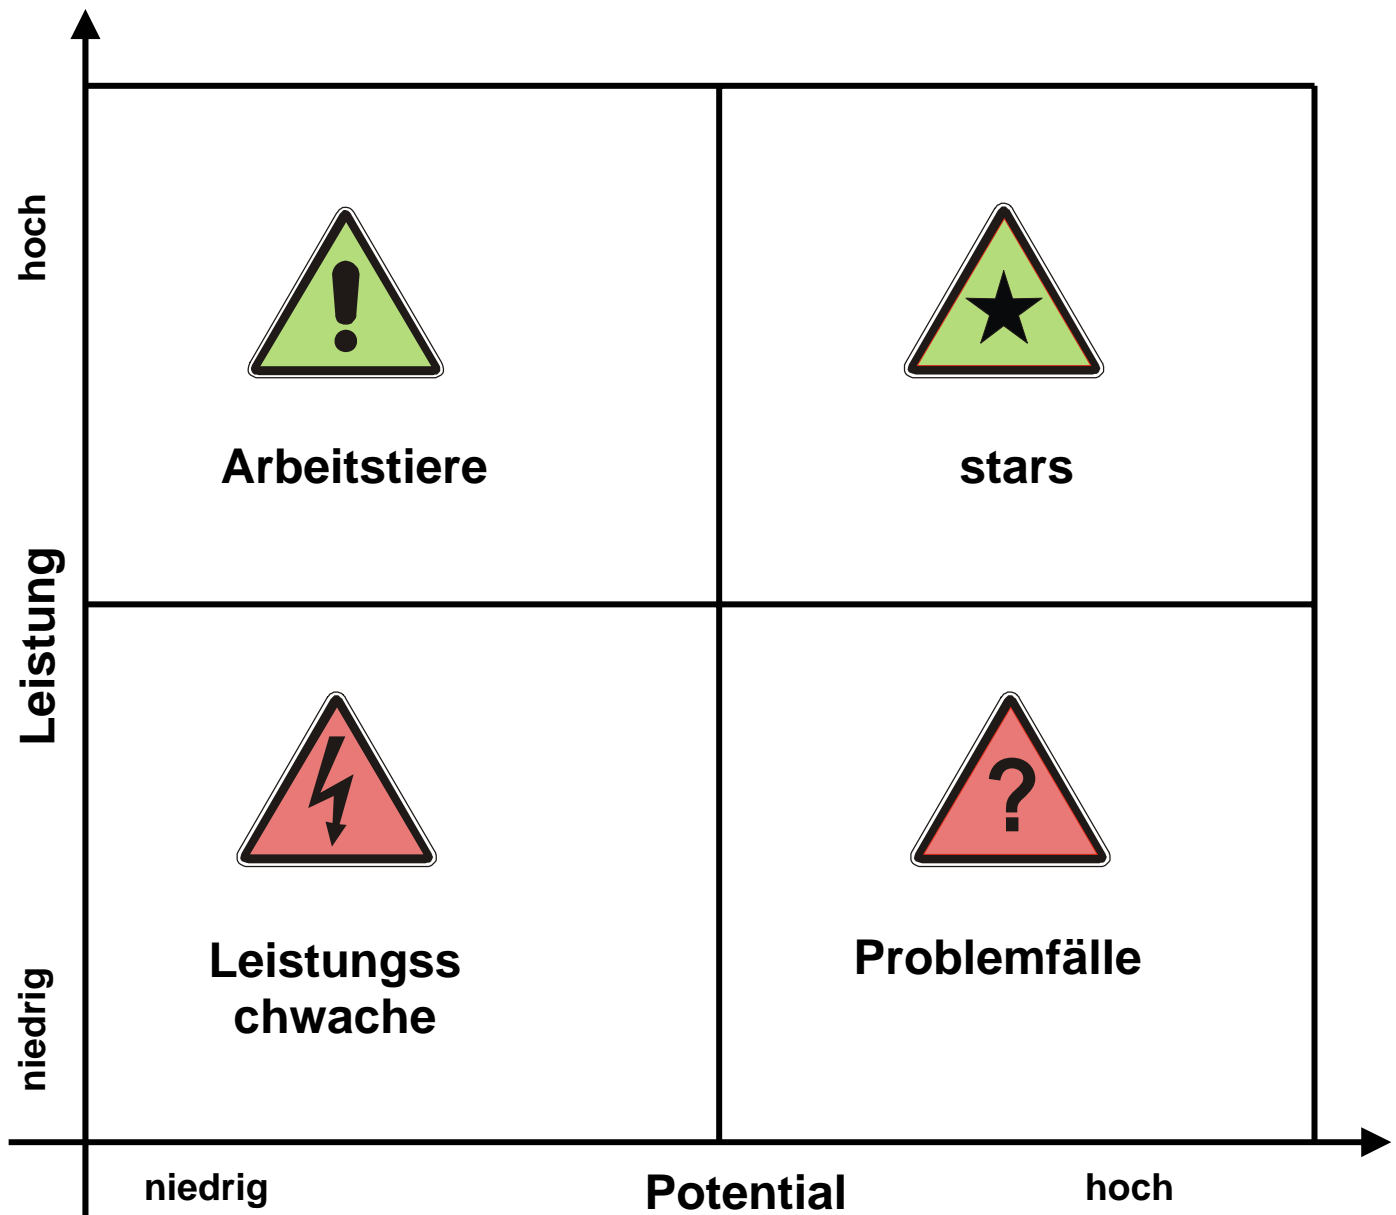 hoch
!
Arbeitstiere
stars
Leistung
?
Leistungss
chwache
Problemfälle
niedrig
niedrig
Potential
hoch